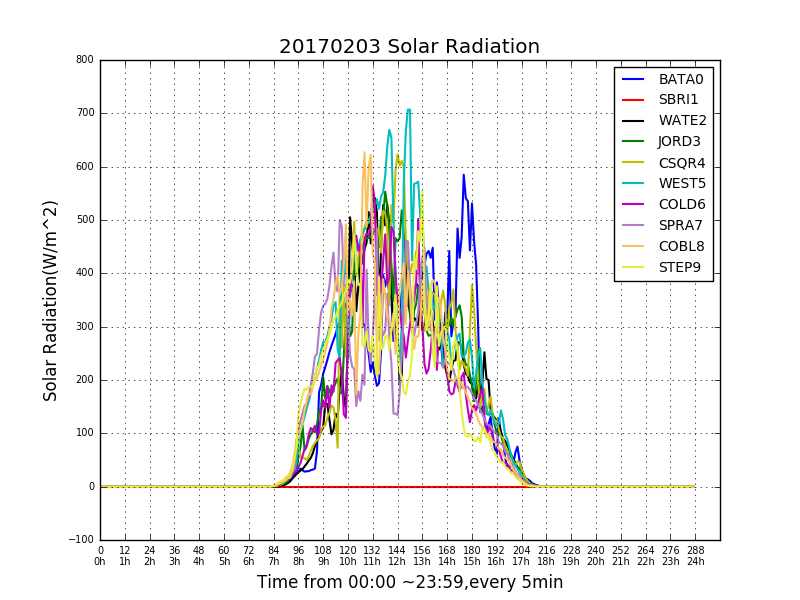 20170203 Solar Radiation
800
700
600
500
400
300
200
100
0
−100
Solar Radiation(W/m^2)
BATA0
SBRI1
WATE2
JORD3
CSQR4
WEST5
COLD6
SPRA7
COBL8
STEP9
0 12 24 36 48 60 72 84 96 108 120 132 144 156 168 180 192 204 216 228 240 252 264 276 288
0h 1h 2h 3h 4h 5h 6h 7h 8h 9h 10h 11h 12h 13h 14h 15h 16h 17h 18h 19h 20h 21h 22h 23h 24h
Time from 00:00 ~23:59,every 5min